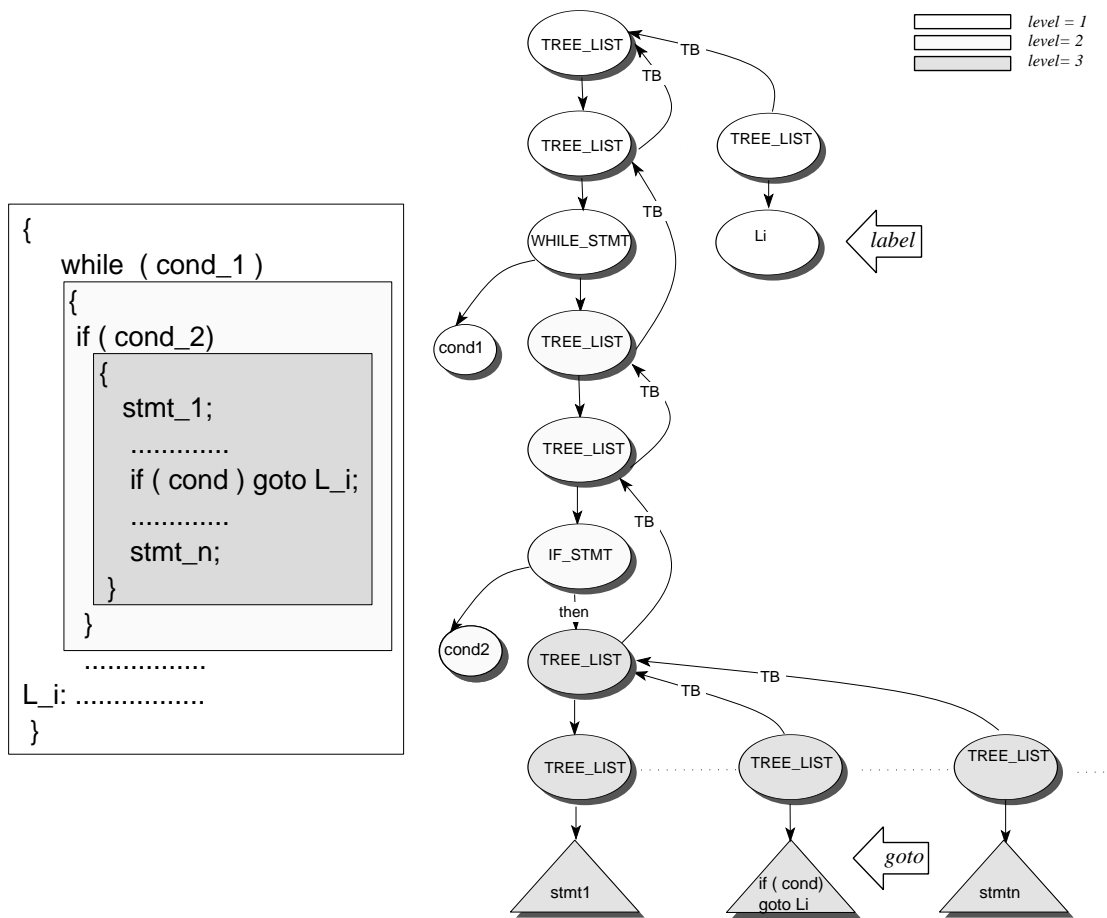 level = 1
level= 2
level= 3
TREE_LIST
TB
TB
TREE_LIST
TREE_LIST
TB
WHILE_STMT
Li
label
cond1
TREE_LIST
TB
TREE_LIST
TB
IF_STMT
then
cond2
TREE_LIST
TB
TB
TREE_LIST
TREE_LIST
TREE_LIST
goto
stmt1
if ( cond)
goto Li
stmtn
{
while ( cond_1 )
{
if ( cond_2)
{
stmt_1;
.............
if ( cond ) goto L_i;
.............
stmt_n;
}
}
................
L_i: .................
}